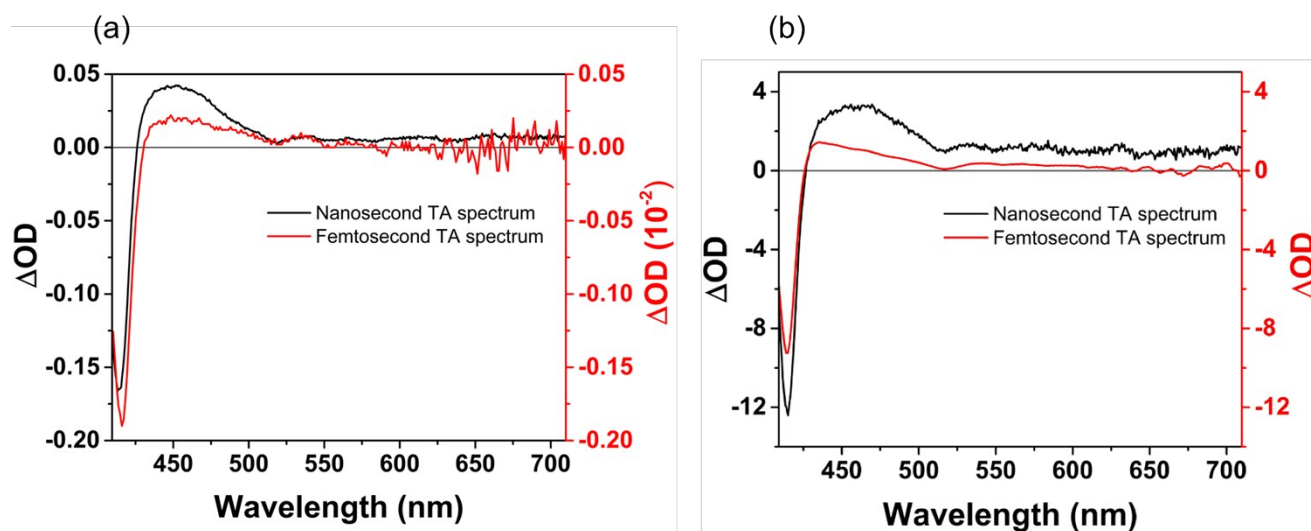 (a)
0.05
0.00
-0.05
-0.10
-0.15
-0.20
ΔOD
Nanosecond TA spectrum
Femtosecond TA spectrum
0.05
0.00
-0.05
-0.10
-0.15
-0.20
ΔOD (10⁻²)
450 500 550 600 650 700
Wavelength (nm)
(b)
4
0
-4
-8
-12
ΔOD
Nanosecond TA spectrum
Femtosecond TA spectrum
4
0
-4
-8
-12
ΔOD
450 500 550 600 650 700
Wavelength (nm)